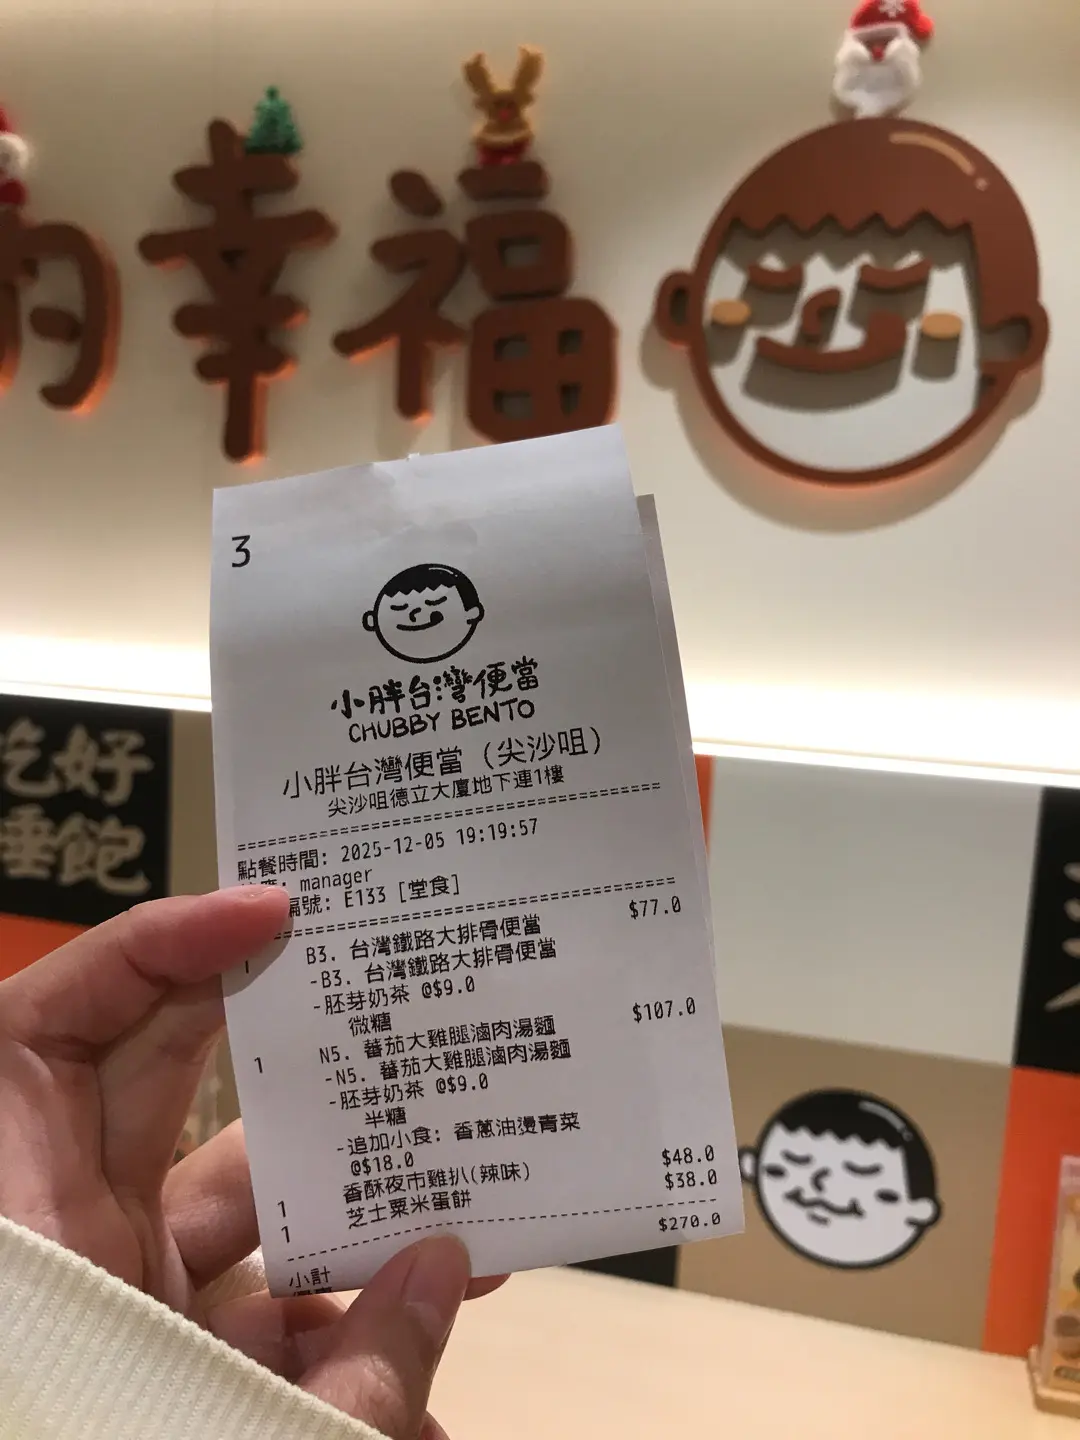 的幸福
吃好
睡飽
3
小胖台灣便當
CHUBBY BENTO
小胖台灣便當 (尖沙咀)
尖沙咀德立大廈地下連1樓
點餐時間: 2025-12-05 19:19:57
: manager
編號: E133 [堂食]
1 B3. 台灣鐵路大排骨便當 $77.0
-B3. 台灣鐵路大排骨便當
-胚芽奶茶 @$9.0
微糖
1 N5. 蕃茄大雞腿滷肉湯麵 $107.0
-N5. 蕃茄大雞腿滷肉湯麵
-胚芽奶茶 @$9.0
半糖
-追加小食: 香蔥油燙青菜
@$18.0
1 香酥夜市雞扒(辣味) $48.0
1 芝士粟米蛋餅 $38.0
小計 $270.0